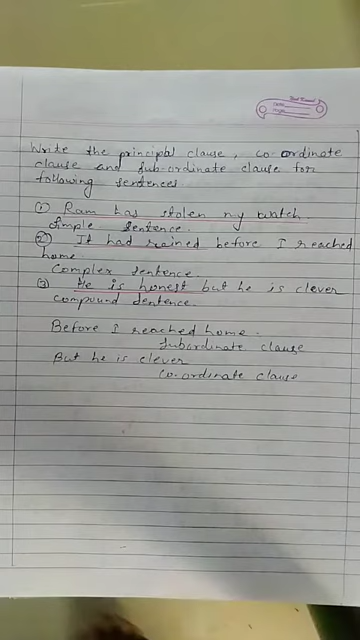 Write the principal clause, co-ordinate
clause and sub-ordinate clause for
following sentences.
① Ram has stolen my watch.
Simple sentence.
② It had rained before I reached
home
Complex sentence.
③ He is honest but he is clever
compound sentence.
Before I reached home.
Subordinate clause
But he is clever
Co-ordinate clause